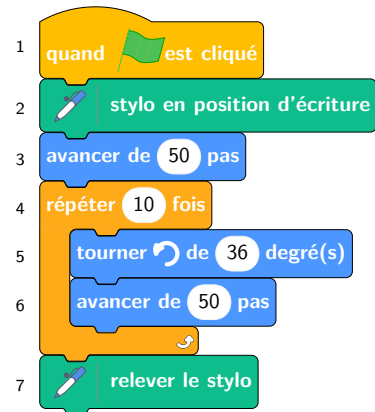 1 quand est cliqué
2 stylo en position d'écriture
3 avancer de 50 pas
4 répéter 10 fois
5 tourner de 36 degré(s)
6 avancer de 50 pas
7 relever le stylo